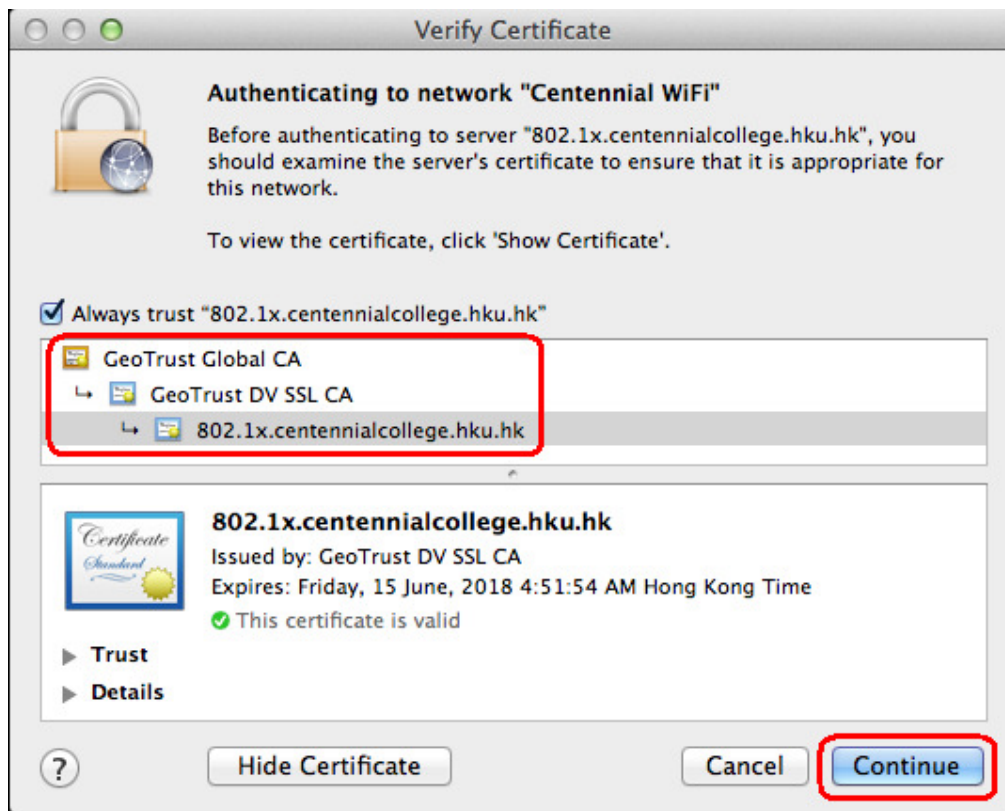 Verify Certificate
Authenticating to network "Centennial WiFi"
Before authenticating to server "802.1x.centennialcollege.hku.hk", you
should examine the server's certificate to ensure that it is appropriate for
this network.
To view the certificate, click 'Show Certificate'.
Always trust "802.1x.centennialcollege.hku.hk"
GeoTrust Global CA
GeoTrust DV SSL CA
802.1x.centennialcollege.hku.hk
Certificate
Standard
802.1x.centennialcollege.hku.hk
Issued by: GeoTrust DV SSL CA
Expires: Friday, 15 June, 2018 4:51:54 AM Hong Kong Time
This certificate is valid
Trust
Details
?
Hide Certificate
Cancel
Continue